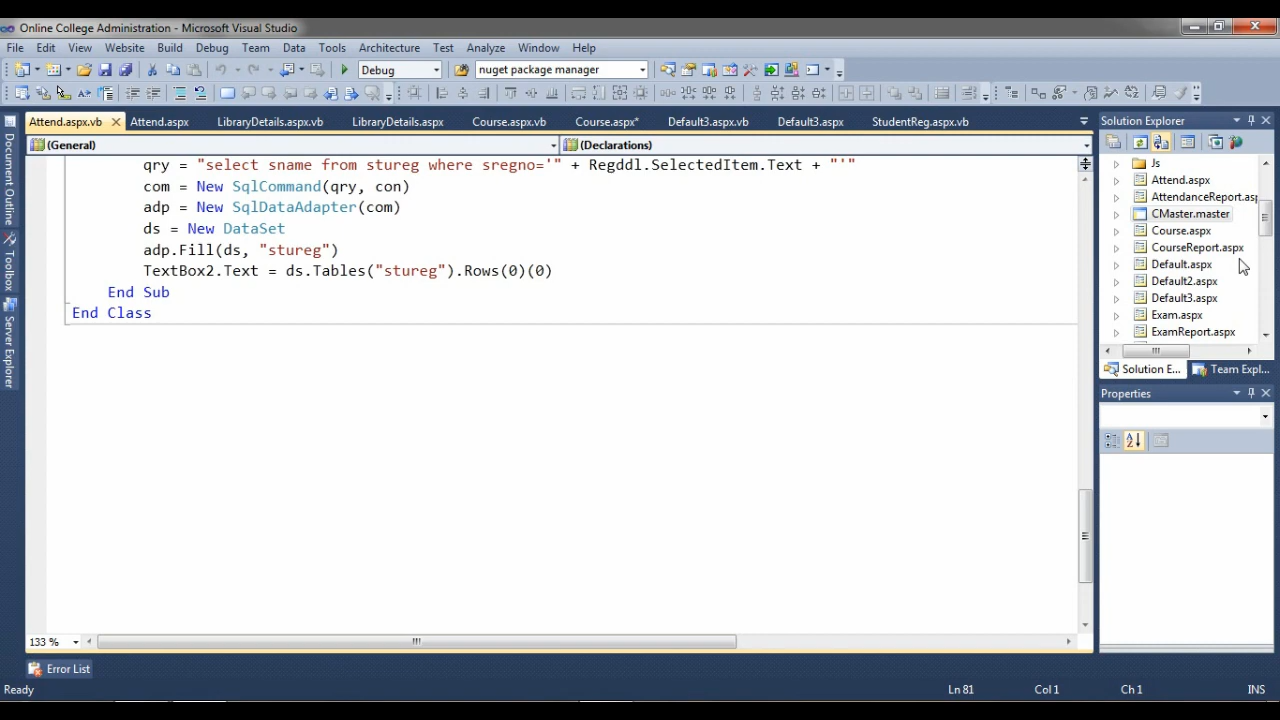 Online College Administration - Microsoft Visual Studio
File Edit View Website Build Debug Team Data Tools Architecture Test Analyze Window Help
Debug nuget package manager
Attend.aspx.vb Attend.aspx LibraryDetails.aspx.vb LibraryDetails.aspx Course.aspx.vb Course.aspx* Default3.aspx.vb Default3.aspx StudentReg.aspx.vb
(General) (Declarations)
qry = "select sname from stureg where sregno='" + Regddl.SelectedItem.Text + "'"
com = New SqlCommand(qry, con)
adp = New SqlDataAdapter(com)
ds = New DataSet
adp.Fill(ds, "stureg")
TextBox2.Text = ds.Tables("stureg").Rows(0)(0)
End Sub
End Class
133 %
Document Outline
Toolbox
Server Explorer
Solution Explorer
Js
Attend.aspx
AttendanceReport.asp
CMaster.master
Course.aspx
CourseReport.aspx
Default.aspx
Default2.aspx
Default3.aspx
Exam.aspx
ExamReport.aspx
Solution E... Team Expl...
Properties
Error List
Ready Ln 81 Col 1 Ch 1 INS